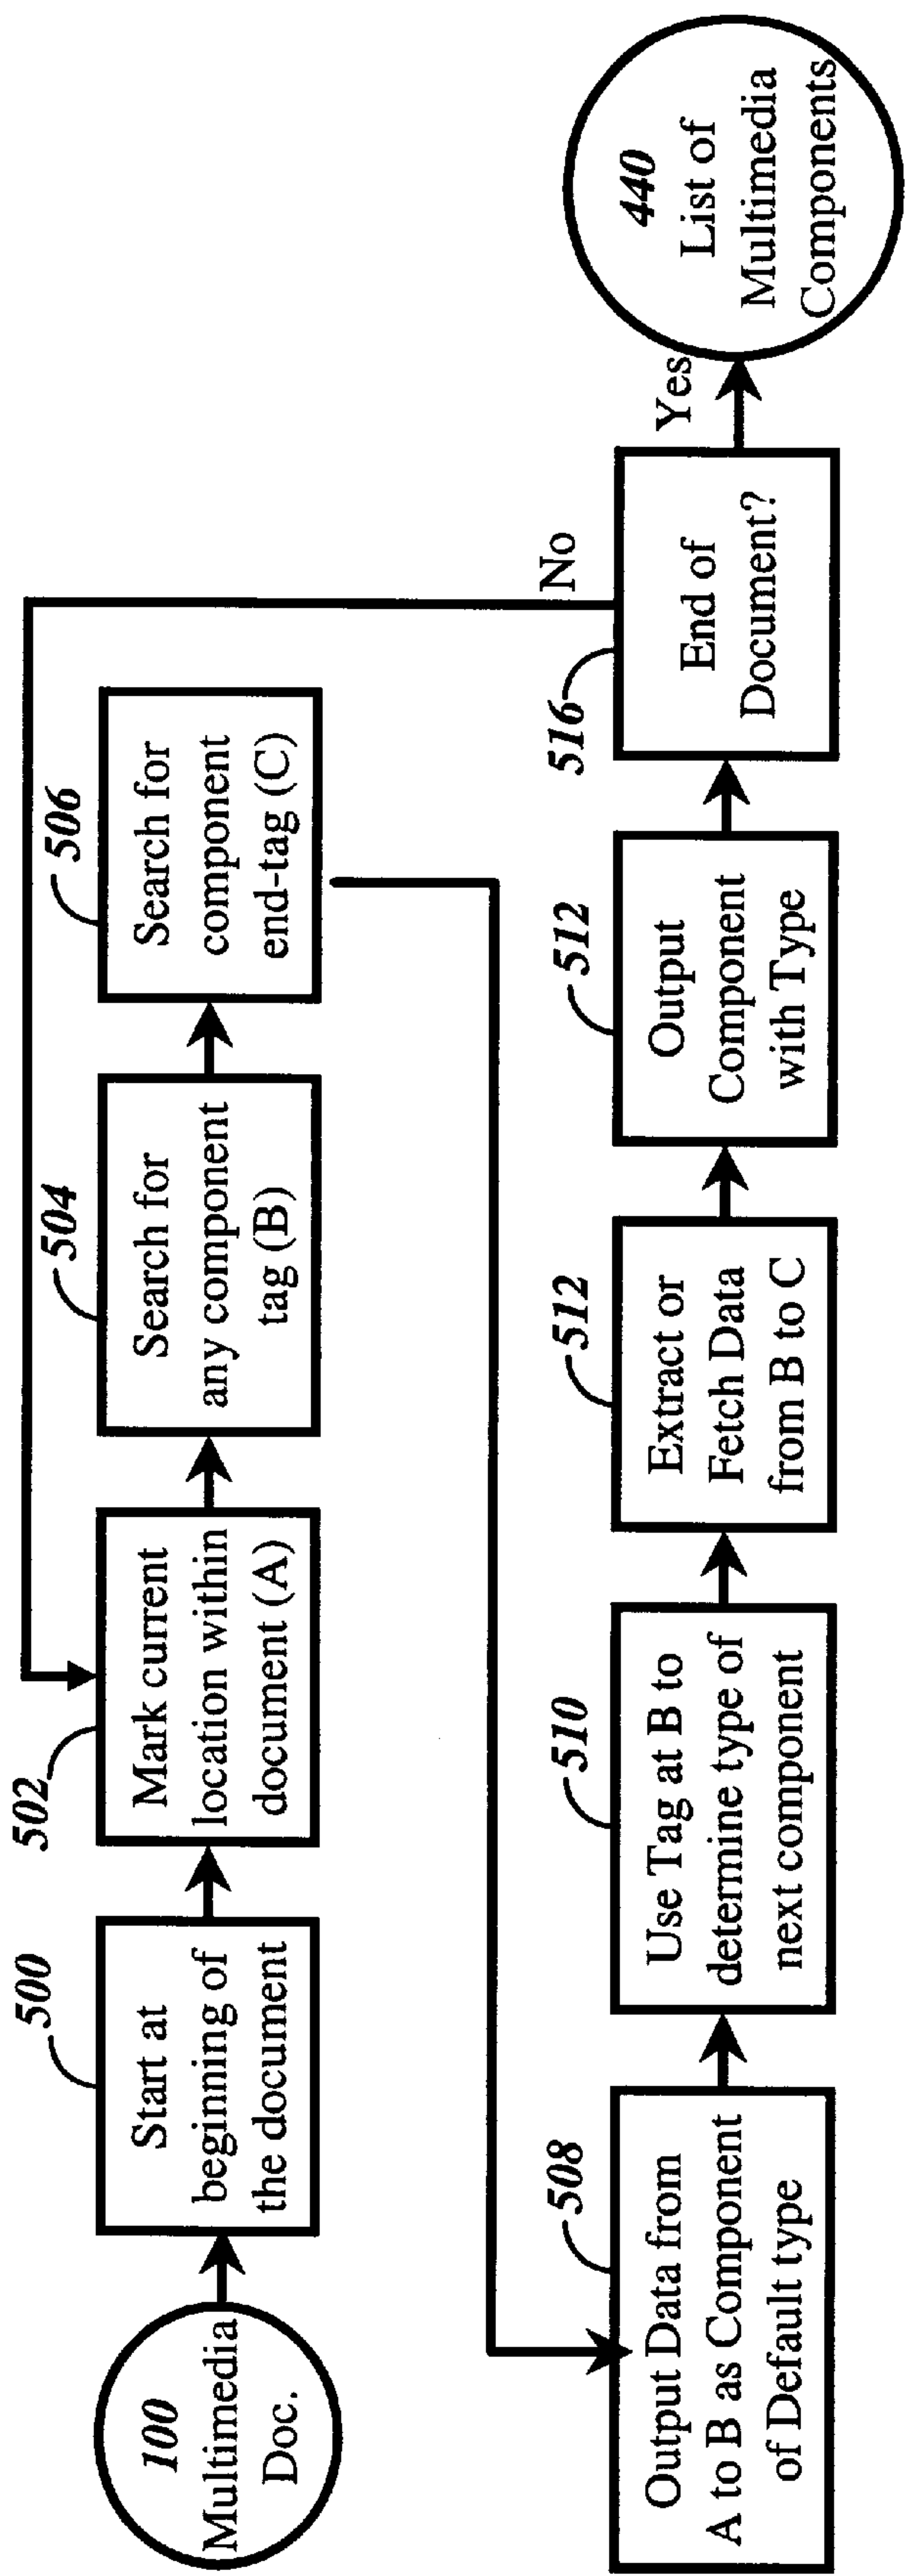 100
Multimedia
Doc.
500
Start at
beginning of
the document
502
Mark current
location within
document (A)
504
Search for
any component
tag (B)
506
Search for
component
end-tag (C)
508
Output Data from
A to B as Component
of Default type
510
Use Tag at B to
determine type of
next component
512
Extract or
Fetch Data
from B to C
512
Output
Component
with Type
516
End of
Document?
No
Yes
440
List of
Multimedia
Components